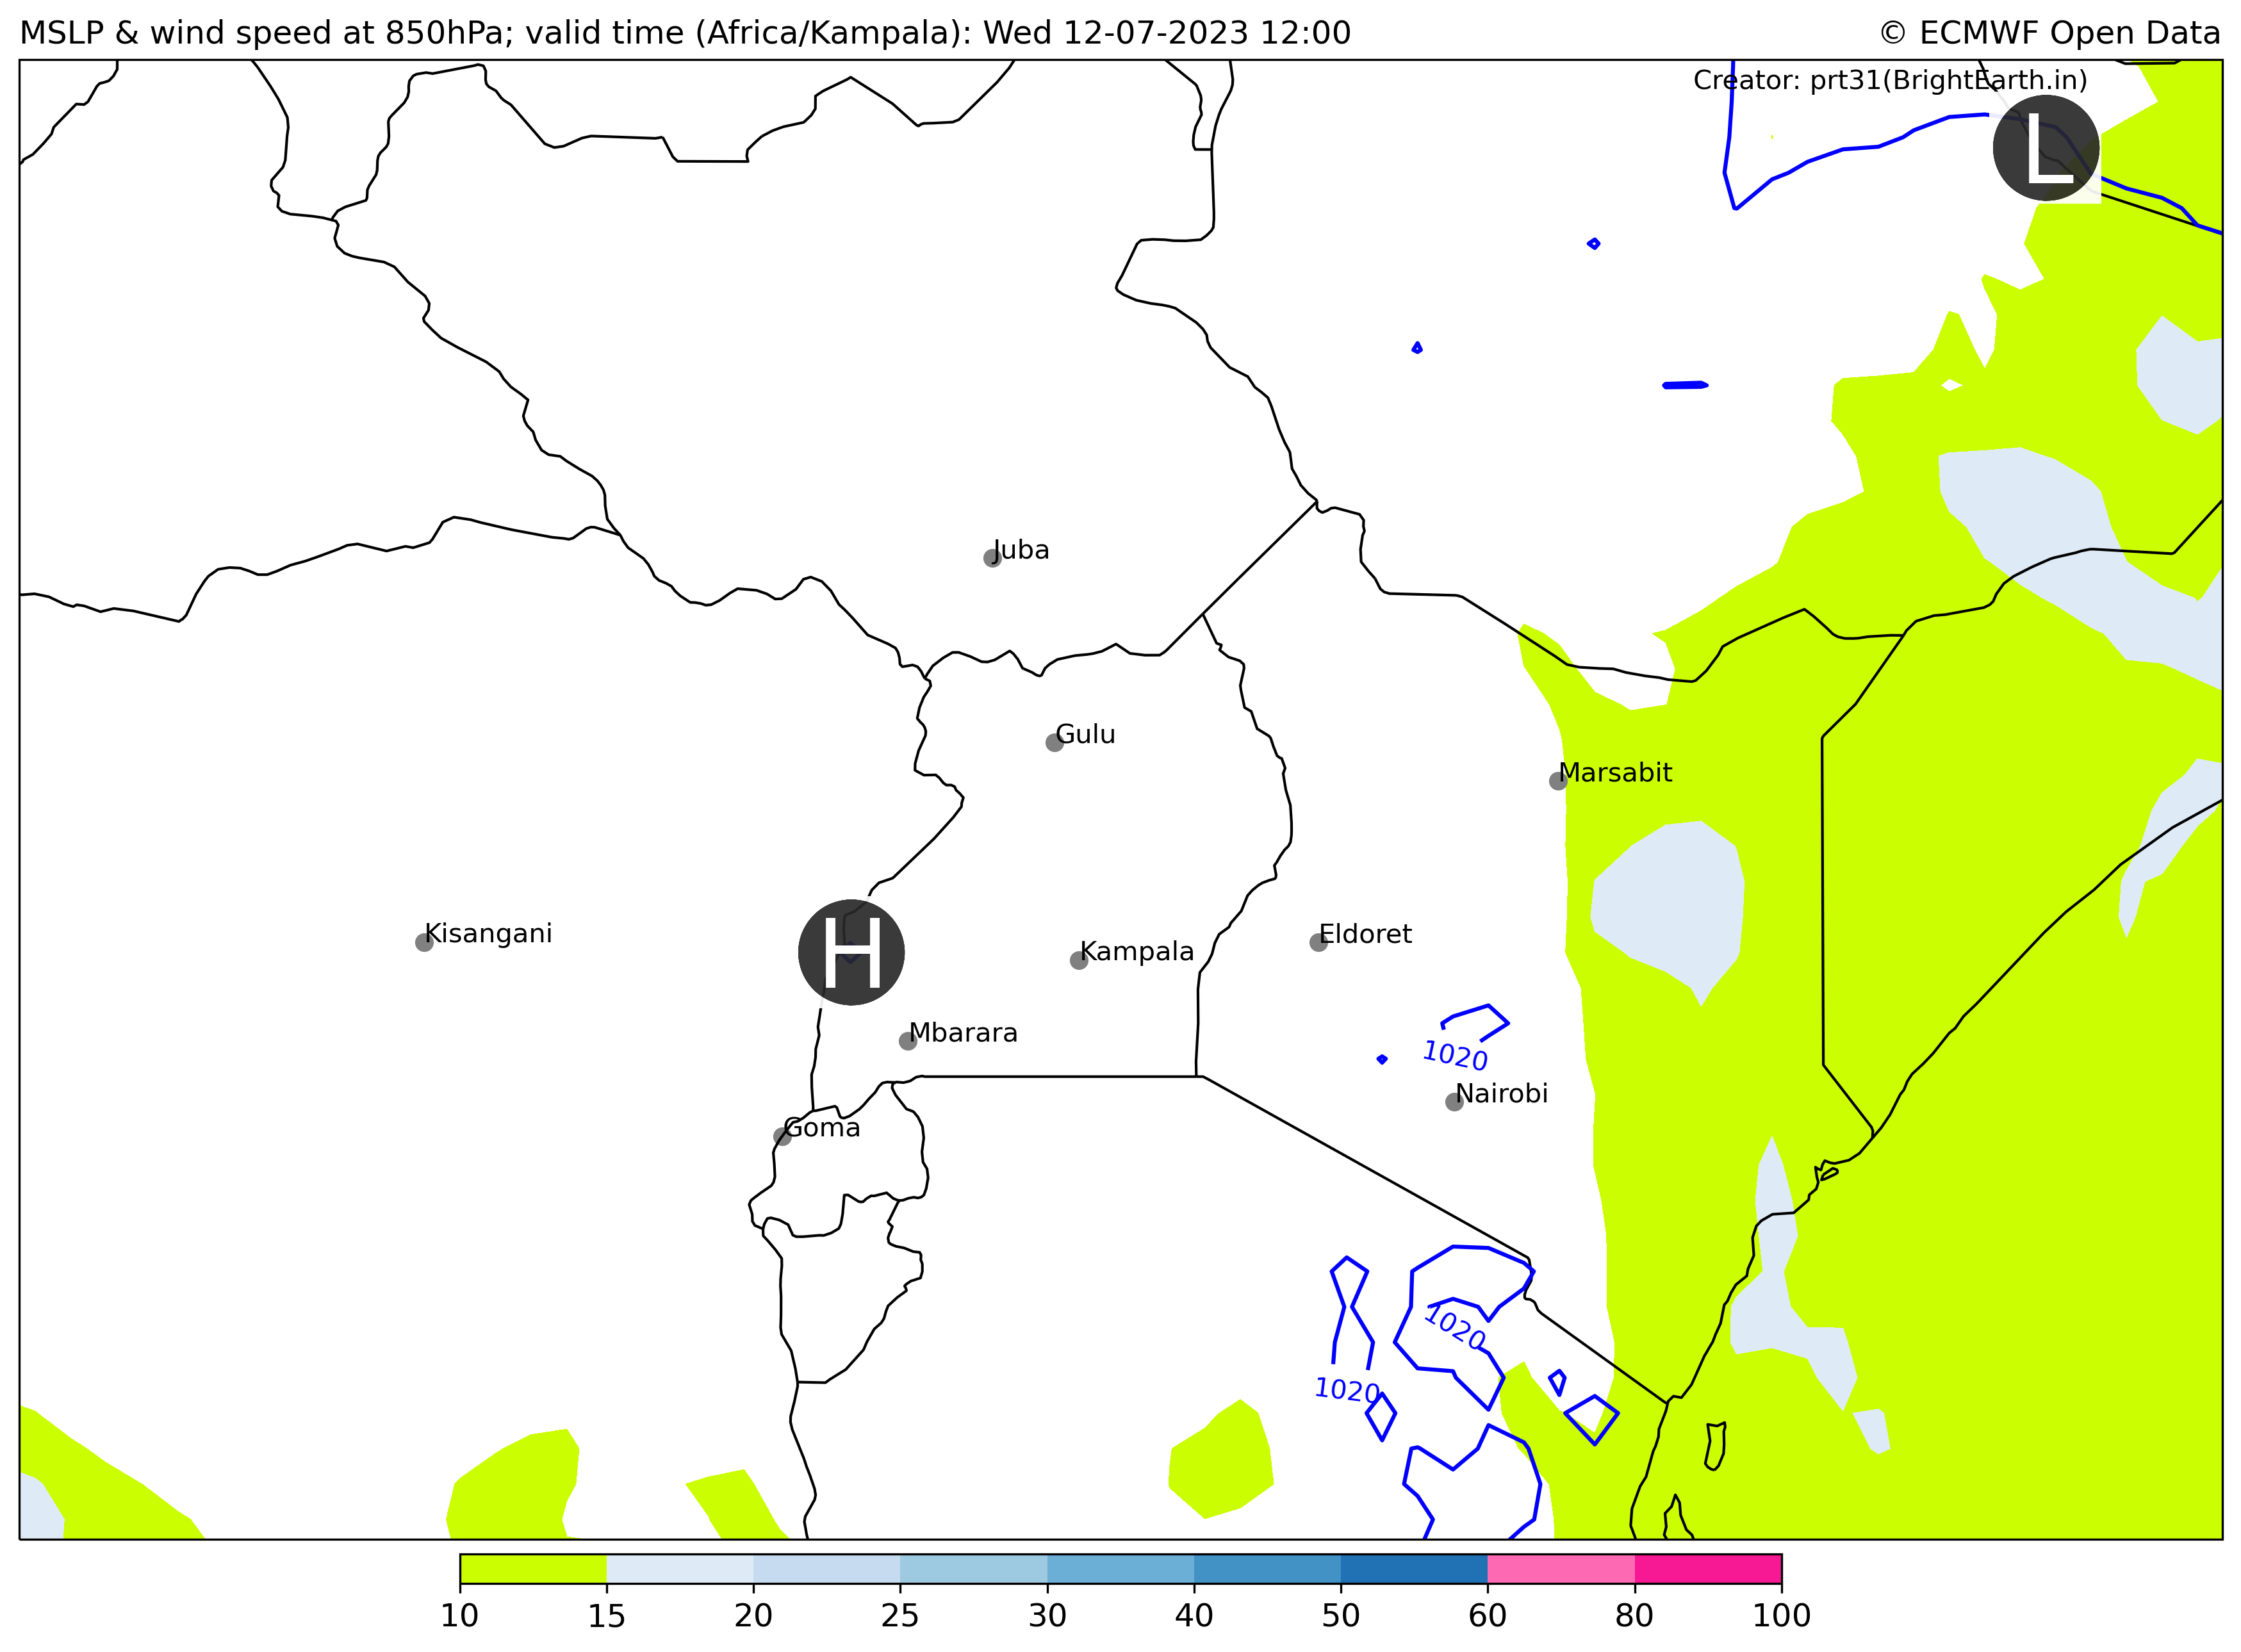 MSLP & wind speed at 850hPa; valid time (Africa/Kampala): Wed 12-07-2023 12:00
© ECMWF Open Data
Creator: prt31(BrightEarth.in)
L
Juba
Gulu
Marsabit
Kisangani
H
Kampala
Eldoret
Mbarara
1020
Nairobi
Goma
1020
1020
10 15 20 25 30 40 50 60 80 100